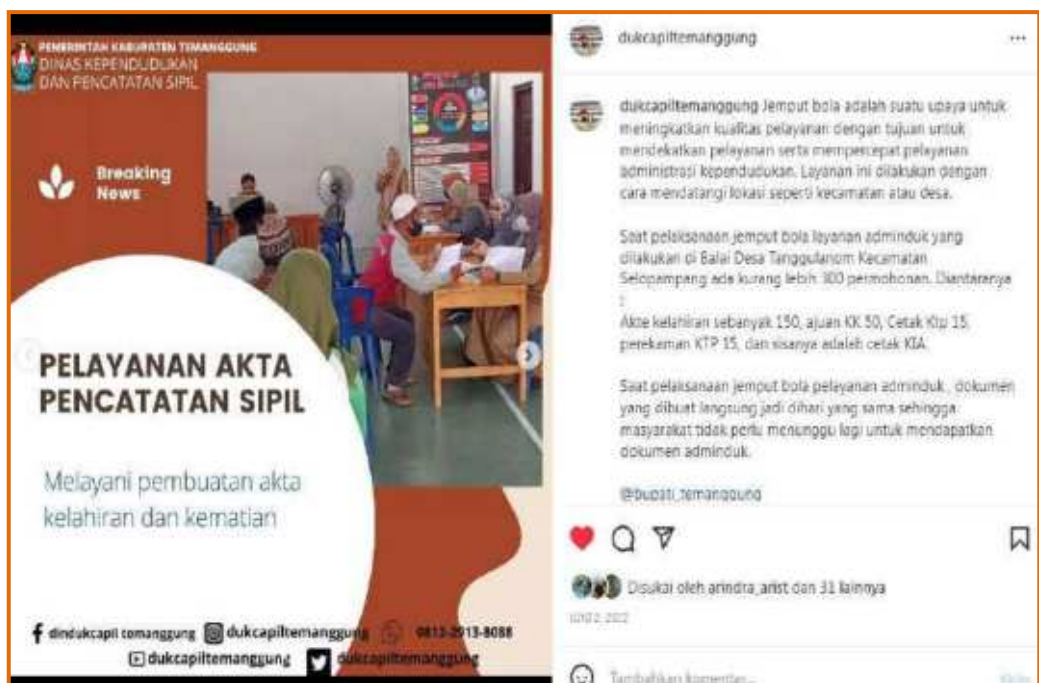 PEMERINTAH KABUPATEN TEMANGGUNG
DINAS KEPENDUDUKAN
DAN PENCATATAN SIPIL
Breaking
News
PELAYANAN AKTA
PENCATATAN SIPIL
Melayani pembuatan akta
kelahiran dan kematian
dindukcapil temanggung dukcapiltemanggung 0812-2913-8088
dukcapiltemanggung dukcapiltemanggung
dukcapiltemanggung
dukcapiltemanggung Jemput bola adalah suatu upaya untuk
meningkatkan kualitas pelayanan dengan tujuan untuk
mendekatkan pelayanan serta mempercepat pelayanan
administrasi kependudukan. Layanan ini dilakukan dengan
cara mendatangi lokasi seperti kecamatan atau desa.
Saat pelaksanaan jemput bola layanan adminduk yang
dilakukan di Balai Desa Tanggulanom Kecamatan
Selopampang ada kurang lebih 300 permohonan. Diantaranya
:
Akte kelahiran sebanyak 150, ajuan KK 50, Cetak Ktp 15,
perekaman KTP 15, dan sisanya adalah cetak KIA.
Saat pelaksanaan jemput bola pelayanan adminduk , dokumen
yang dibuat langsung jadi dihari yang sama sehingga
masyarakat tidak perlu menunggu lagi untuk mendapatkan
dokumen adminduk.
@bupati_temanggung
Disukai oleh arindra_arist dan 31 lainnya
Tambahkan komentar...